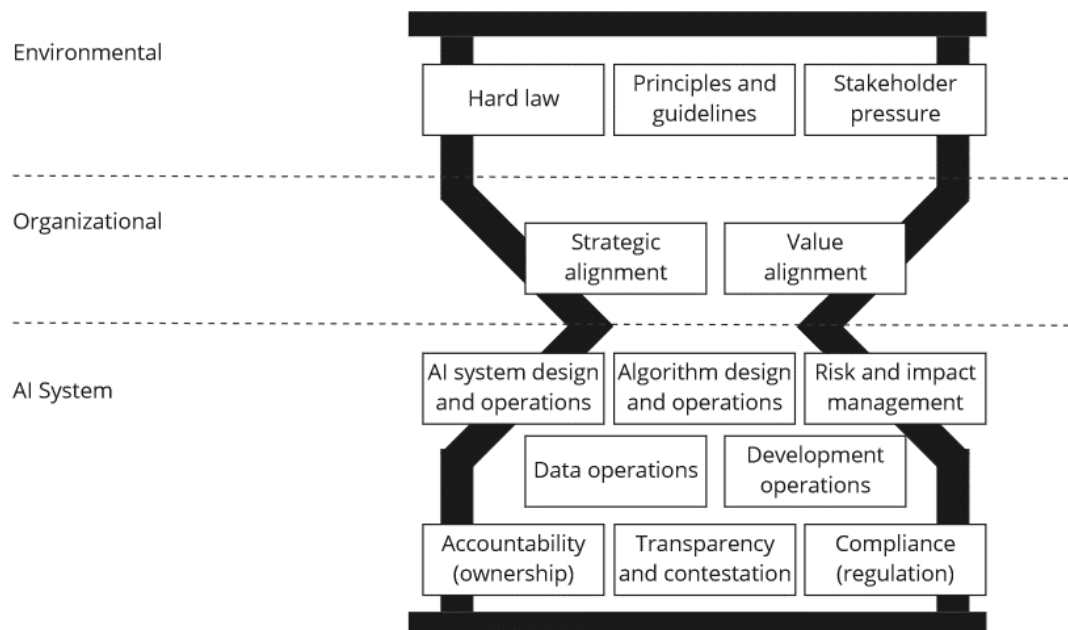 Environmental
Hard law
Principles and
guidelines
Stakeholder
pressure
Organizational
Strategic
alignment
Value
alignment
AI System
AI system design
and operations
Algorithm design
and operations
Risk and impact
management
Data operations
Development
operations
Accountability
(ownership)
Transparency
and contestation
Compliance
(regulation)